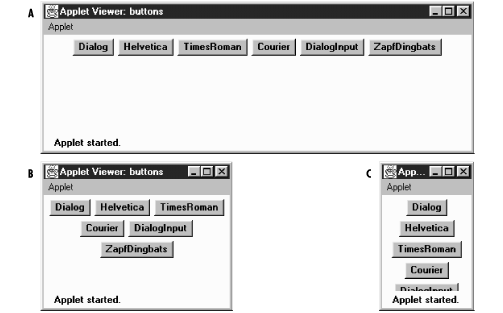 A Applet Viewer: buttons
Applet
Dialog Helvetica TimesRoman Courier DialogInput ZapfDingbats
Applet started.
B Applet Viewer: buttons
Applet
Dialog Helvetica TimesRoman
Courier DialogInput
ZapfDingbats
Applet started.
C App...
Applet
Dialog
Helvetica
TimesRoman
Courier
DialogInput
Applet started.